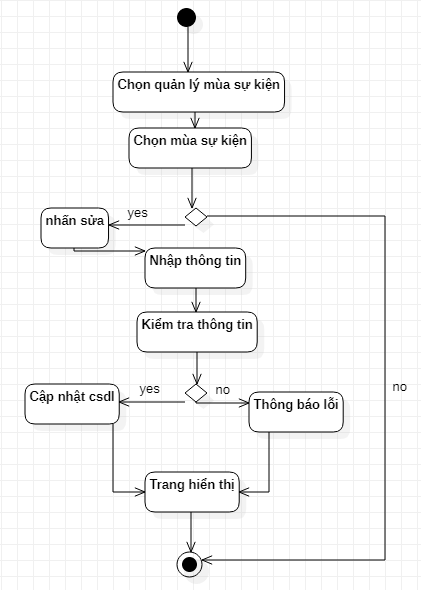 Chọn quản lý mùa sự kiện
Chọn mùa sự kiện
yes
nhấn sửa
Nhập thông tin
Kiểm tra thông tin
no
yes
no
Cập nhật csdl
Thông báo lỗi
Trang hiển thị